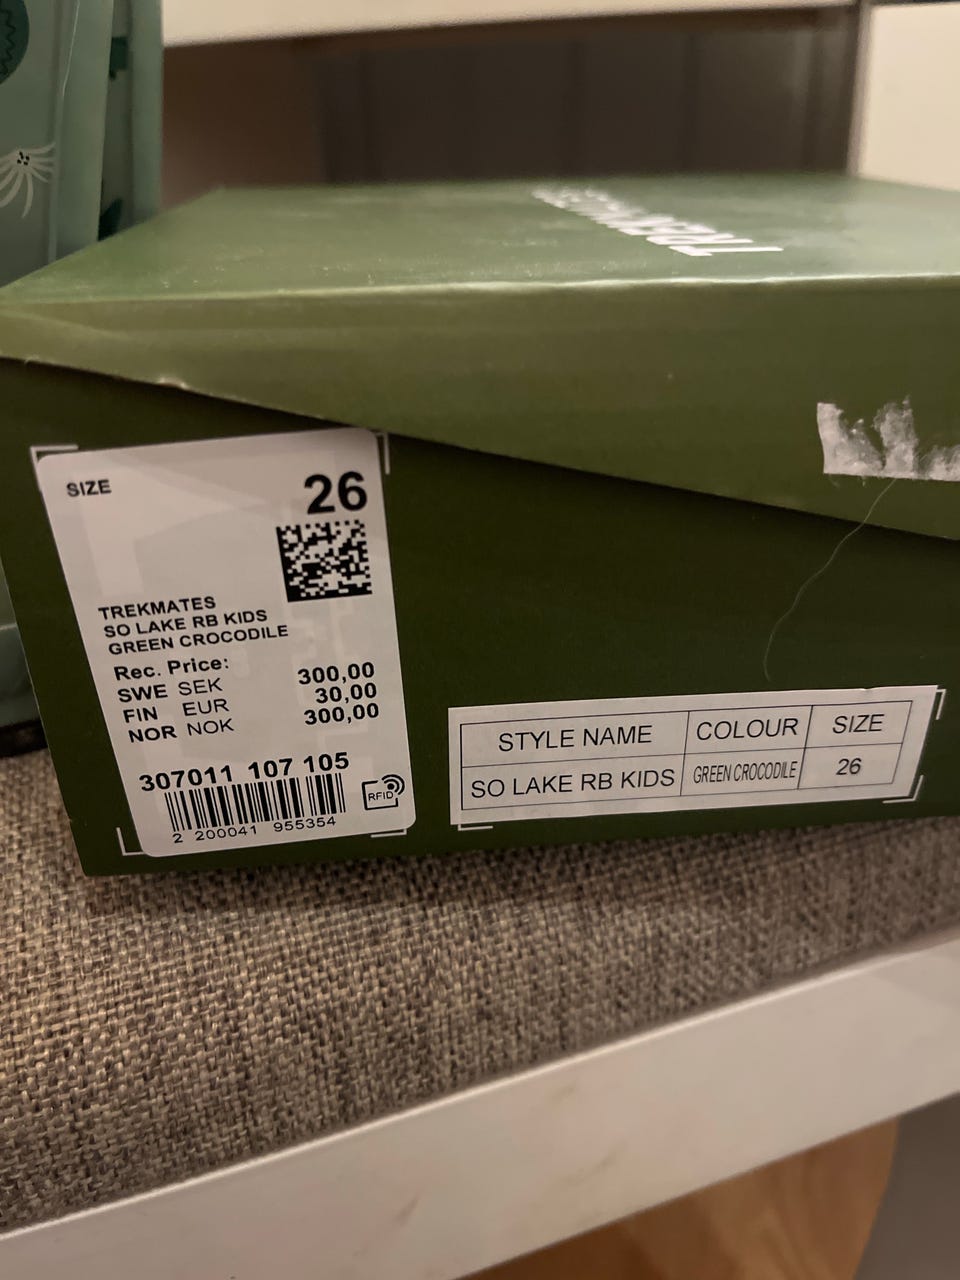 TREKMATES
SIZE 26
TREKMATES
SO LAKE RB KIDS
GREEN CROCODILE
Rec. Price:
SWE SEK 300,00
FIN EUR 30,00
NOR NOK 300,00
307011 107 105
RFID
2 200041 955354
STYLE NAME COLOUR SIZE
SO LAKE RB KIDS GREEN CROCODILE 26